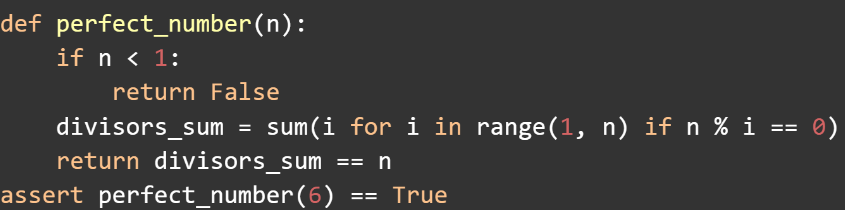 def perfect_number(n):
    if n < 1:
        return False
    divisors_sum = sum(i for i in range(1, n) if n % i == 0)
    return divisors_sum == n
assert perfect_number(6) == True